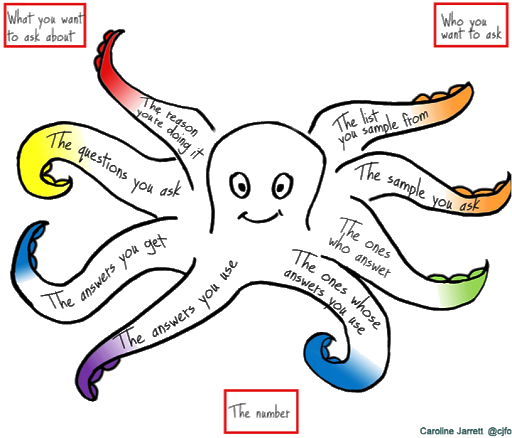 What you want
to ask about
Who you
want to ask
The reason
you're doing it
The list
you sample from
The questions you ask
The sample you ask
The answers you get
The ones
who answer
The answers you use
The ones whose
answers you use
The number
Caroline Jarrett @cjfo